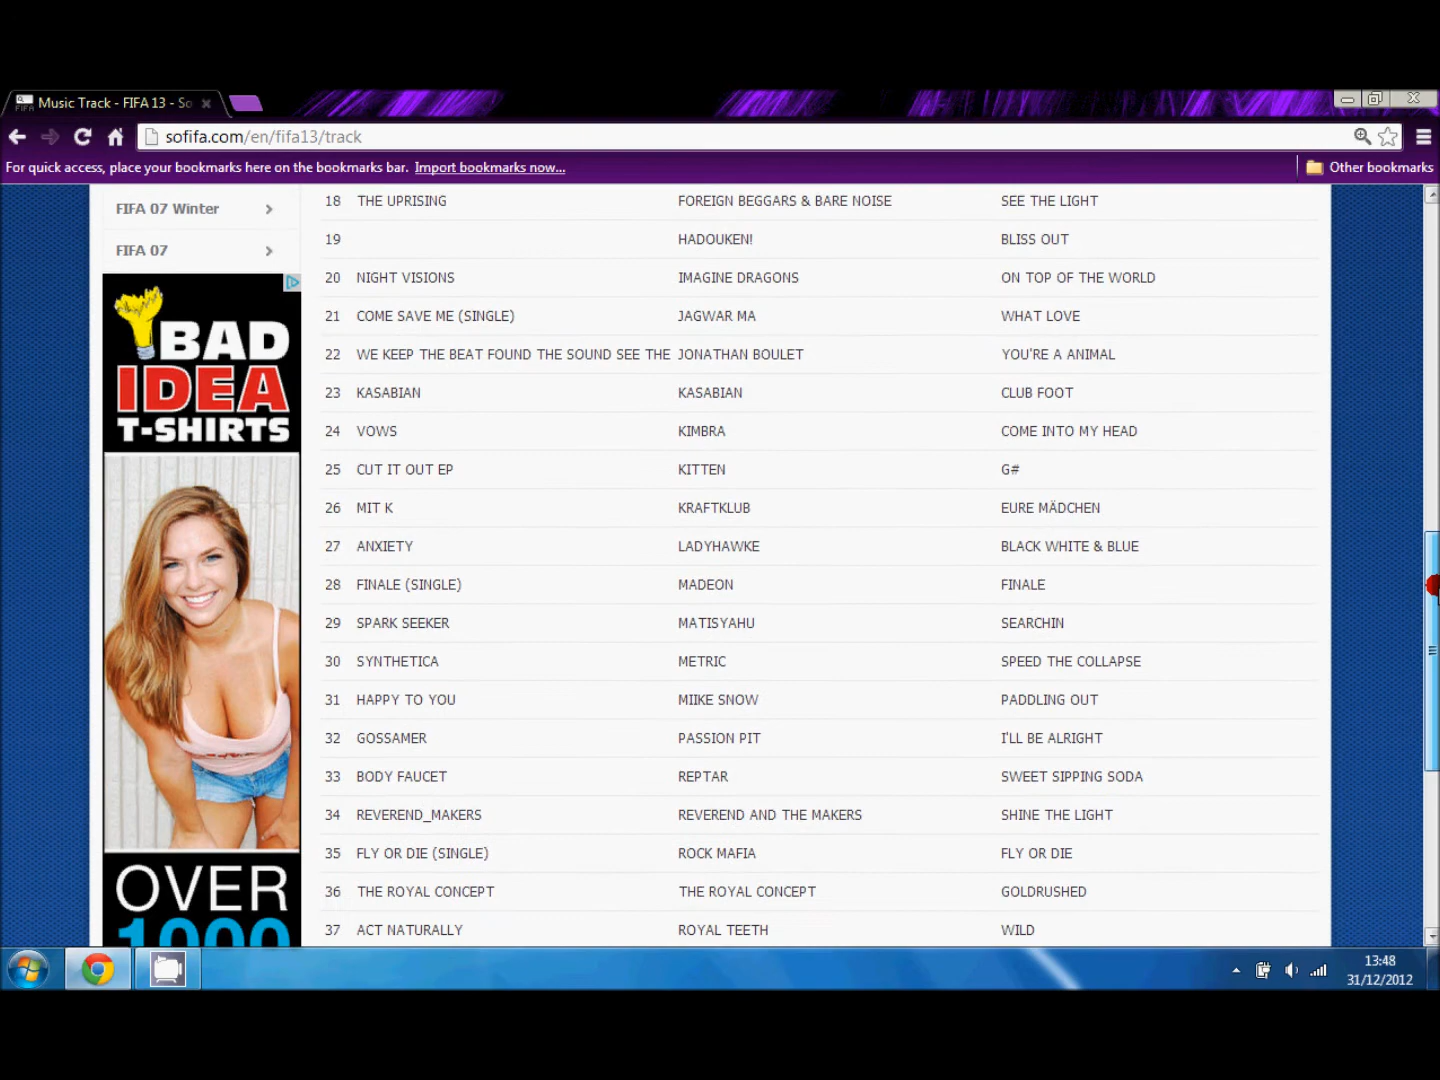 Music Track - FIFA 13 - So
sofifa.com/en/fifa13/track
For quick access, place your bookmarks here on the bookmarks bar. Import bookmarks now...
Other bookmarks
FIFA 07 Winter
FIFA 07
BAD
IDEA
T-SHIRTS
OVER
1000
18 THE UPRISING FOREIGN BEGGARS & BARE NOISE SEE THE LIGHT
19 HADOUKEN! BLISS OUT
20 NIGHT VISIONS IMAGINE DRAGONS ON TOP OF THE WORLD
21 COME SAVE ME (SINGLE) JAGWAR MA WHAT LOVE
22 WE KEEP THE BEAT FOUND THE SOUND SEE THE JONATHAN BOULET YOU'RE A ANIMAL
23 KASABIAN KASABIAN CLUB FOOT
24 VOWS KIMBRA COME INTO MY HEAD
25 CUT IT OUT EP KITTEN G#
26 MIT K KRAFTKLUB EURE MÄDCHEN
27 ANXIETY LADYHAWKE BLACK WHITE & BLUE
28 FINALE (SINGLE) MADEON FINALE
29 SPARK SEEKER MATISYAHU SEARCHIN
30 SYNTHETICA METRIC SPEED THE COLLAPSE
31 HAPPY TO YOU MIIKE SNOW PADDLING OUT
32 GOSSAMER PASSION PIT I'LL BE ALRIGHT
33 BODY FAUCET REPTAR SWEET SIPPING SODA
34 REVEREND_MAKERS REVEREND AND THE MAKERS SHINE THE LIGHT
35 FLY OR DIE (SINGLE) ROCK MAFIA FLY OR DIE
36 THE ROYAL CONCEPT THE ROYAL CONCEPT GOLDRUSHED
37 ACT NATURALLY ROYAL TEETH WILD
13:48
31/12/2012